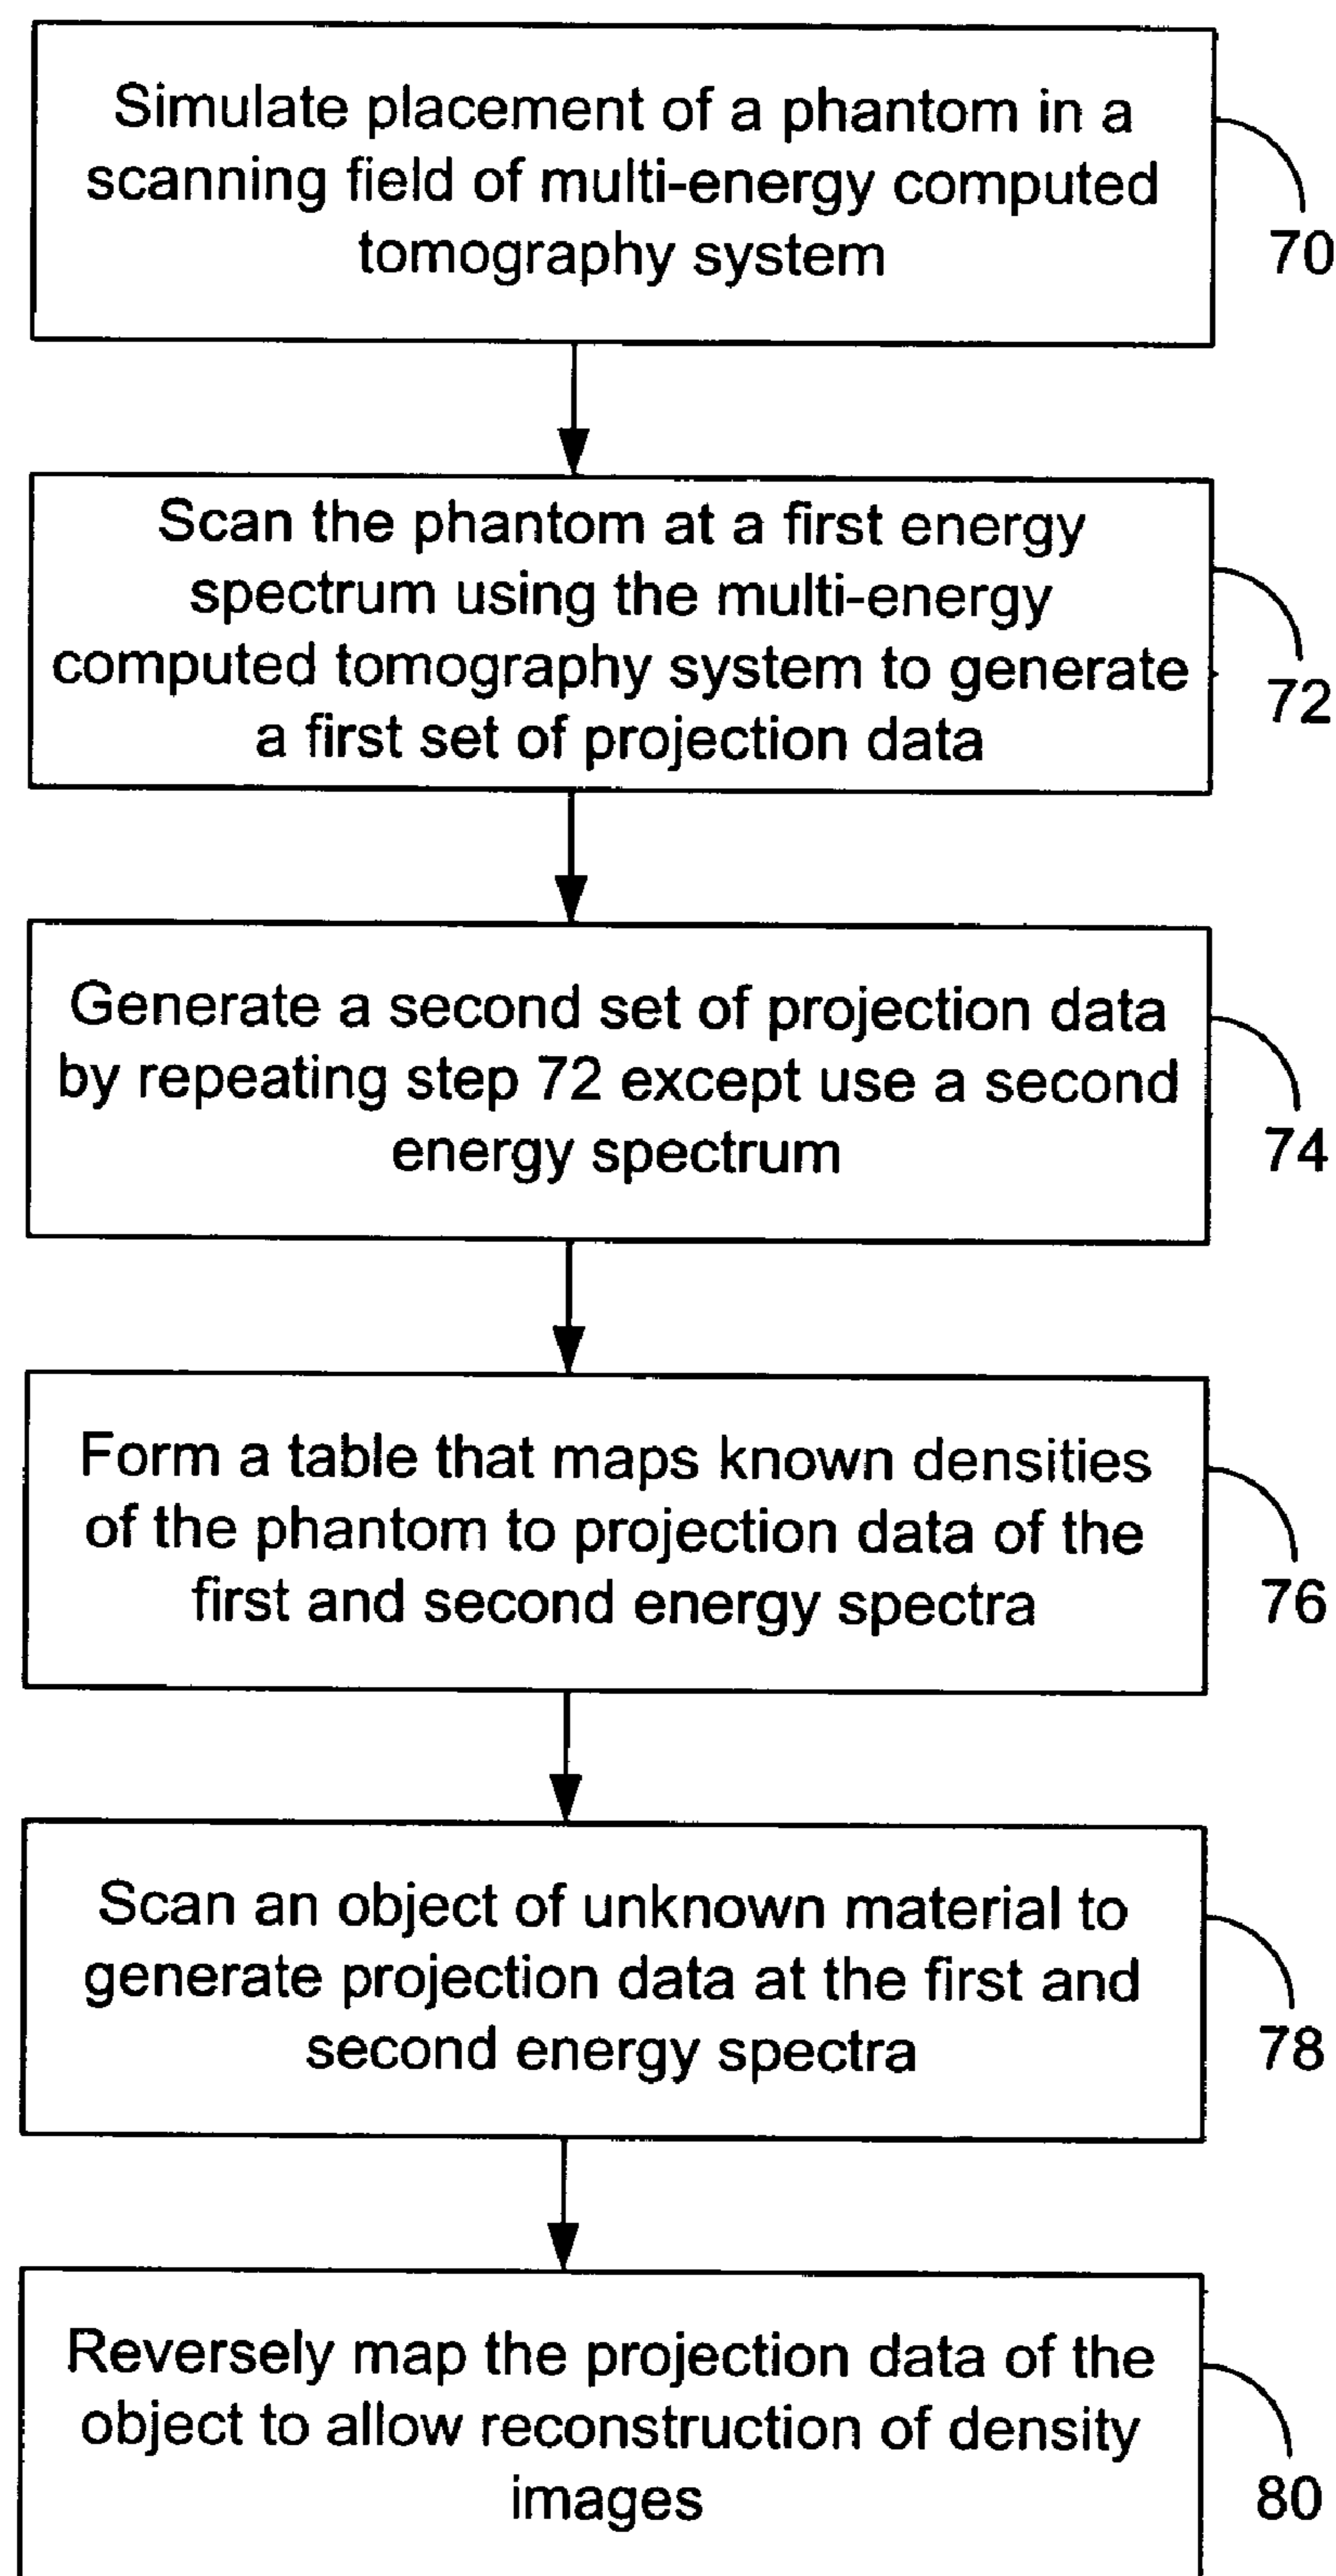 Simulate placement of a phantom in a
scanning field of multi-energy computed
tomography system
70
Scan the phantom at a first energy
spectrum using the multi-energy
computed tomography system to generate
a first set of projection data
72
Generate a second set of projection data
by repeating step 72 except use a second
energy spectrum
74
Form a table that maps known densities
of the phantom to projection data of the
first and second energy spectra
76
Scan an object of unknown material to
generate projection data at the first and
second energy spectra
78
Reversely map the projection data of the
object to allow reconstruction of density
images
80